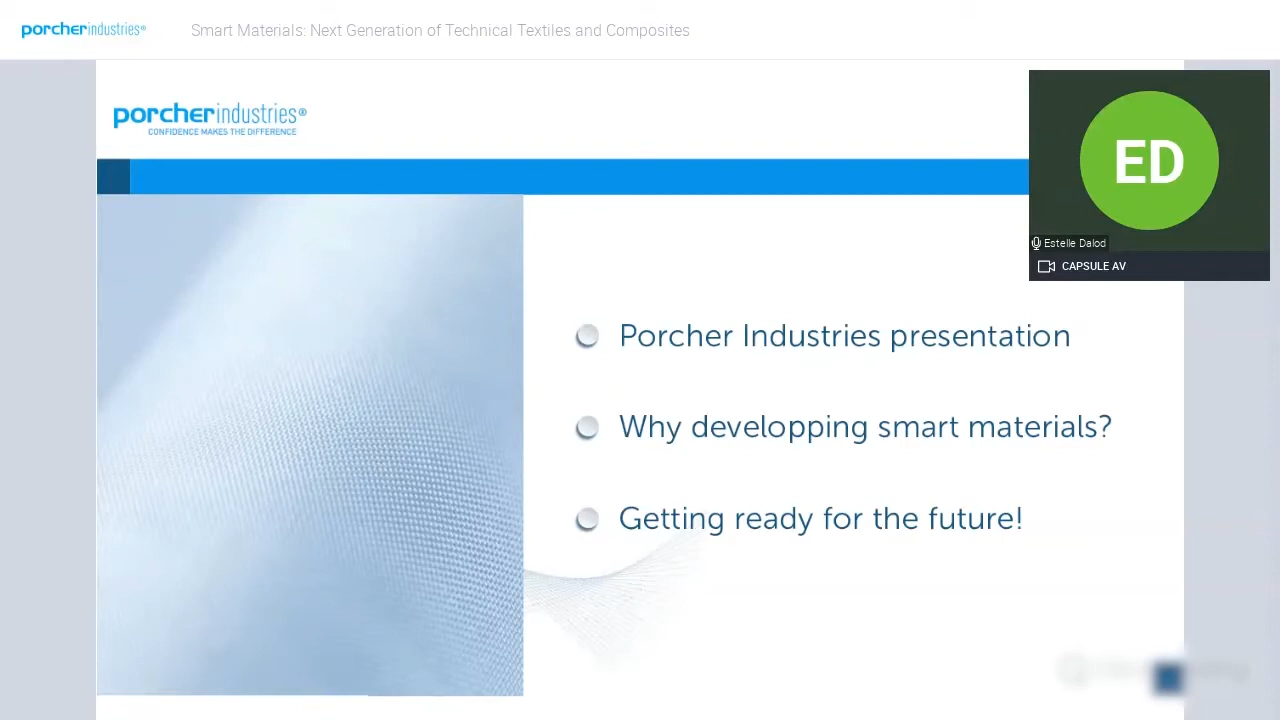 porcherindustries® Smart Materials: Next Generation of Technical Textiles and Composites
porcherindustries®
CONFIDENCE MAKES THE DIFFERENCE
ED
Estelle Dalod
CAPSULE AV
Porcher Industries presentation
Why developping smart materials?
Getting ready for the future!